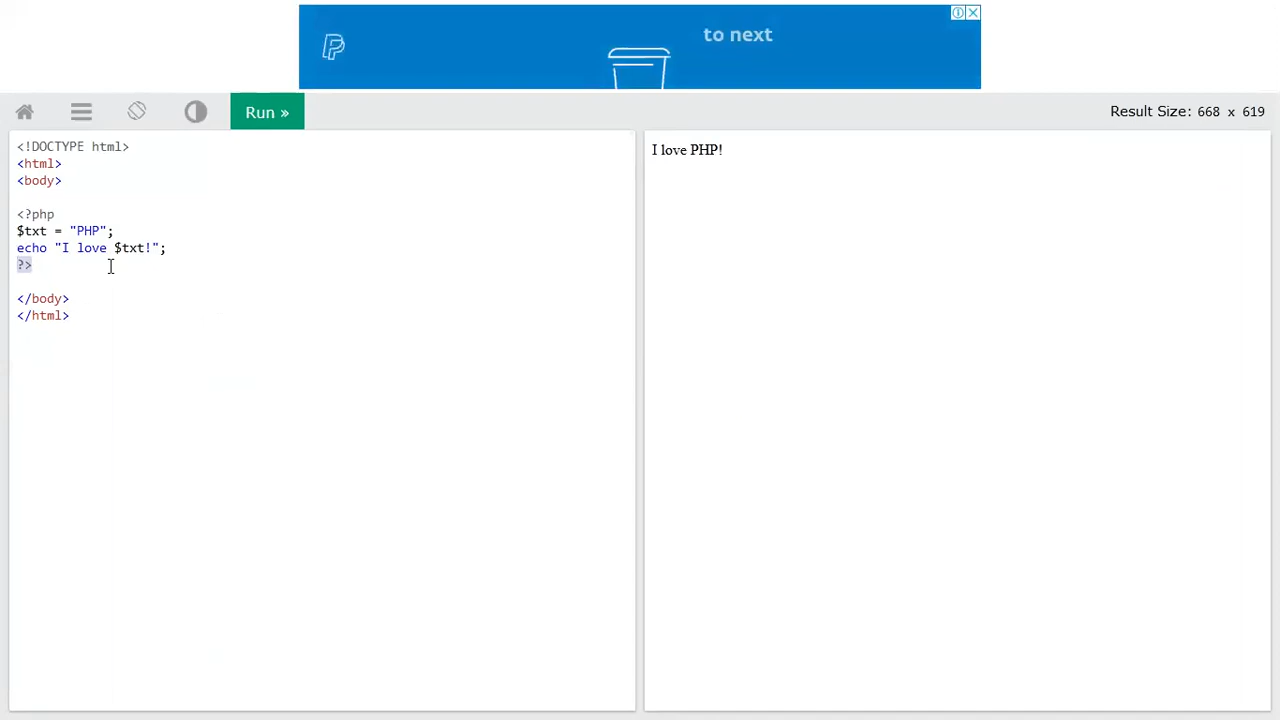 to next
Run »
Result Size: 668 x 619
<!DOCTYPE html>
<html>
<body>
<?php
$txt = "PHP";
echo "I love $txt!";
?>
</body>
</html>
I love PHP!